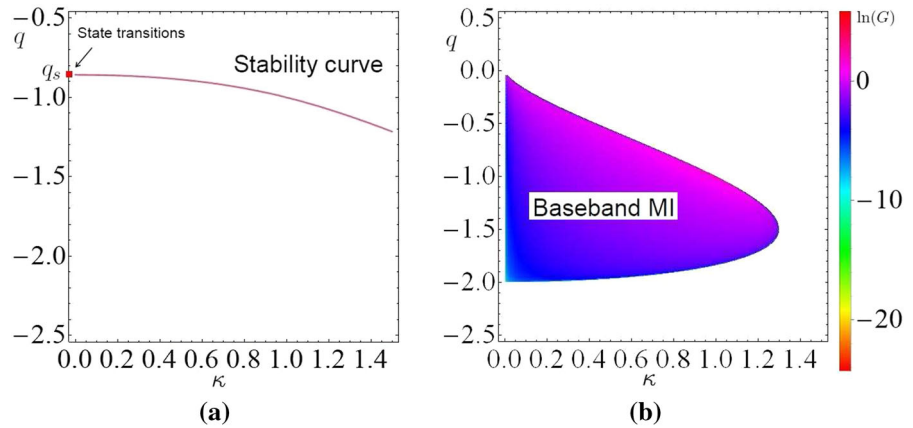 −0.5
q
State transitions
q_s
Stability curve
−1.0
−1.5
−2.0
−2.5
0.0 0.2 0.4 0.6 0.8 1.0 1.2 1.4
κ
(a)
0.5
q
0.0
−0.5
−1.0
Baseband MI
−1.5
−2.0
−2.5
0.0 0.2 0.4 0.6 0.8 1.0 1.2 1.4
κ
(b)
ln(G)
0
−10
−20